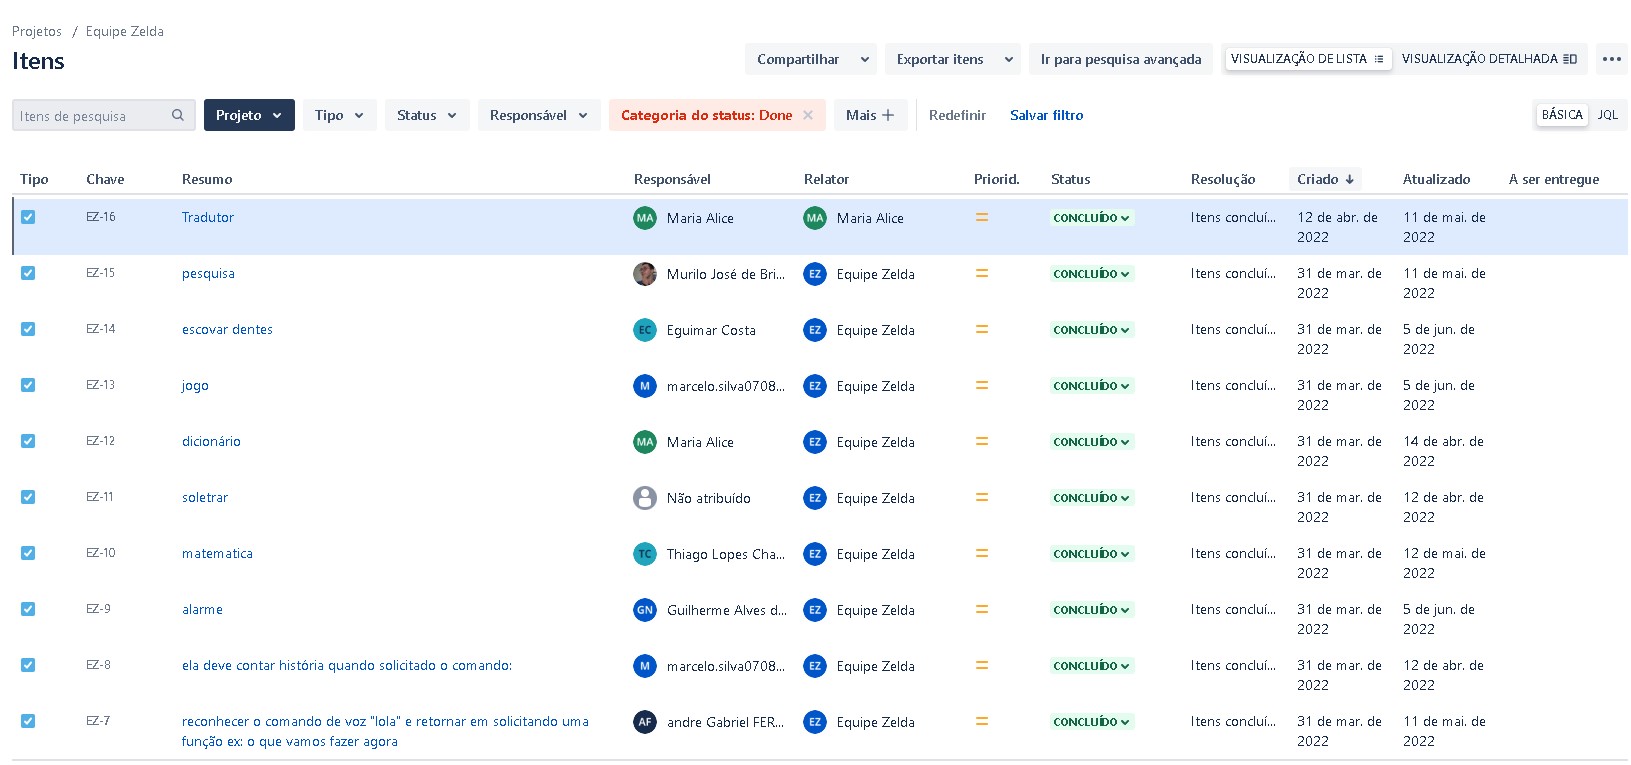 Projetos / Equipe Zelda
Itens
Compartilhar Exportar itens Ir para pesquisa avançada VISUALIZAÇÃO DE LISTA VISUALIZAÇÃO DETALHADA
Itens de pesquisa Projeto Tipo Status Responsável Categoria do status: Done Mais Redefinir Salvar filtro BÁSICA JQL
Tipo Chave Resumo Responsável Relator Priorid. Status Resolução Criado Atualizado A ser entregue
EZ-16 Tradutor MA Maria Alice MA Maria Alice CONCLUÍDO Itens concluí... 12 de abr. de 11 de mai. de
2022 2022
EZ-15 pesquisa Murilo José de Bri... EZ Equipe Zelda CONCLUÍDO Itens concluí... 31 de mar. de 11 de mai. de
2022 2022
EZ-14 escovar dentes EC Eguimar Costa EZ Equipe Zelda CONCLUÍDO Itens concluí... 31 de mar. de 5 de jun. de
2022 2022
EZ-13 jogo M marcelo.silva0708... EZ Equipe Zelda CONCLUÍDO Itens concluí... 31 de mar. de 5 de jun. de
2022 2022
EZ-12 dicionário MA Maria Alice EZ Equipe Zelda CONCLUÍDO Itens concluí... 31 de mar. de 14 de abr. de
2022 2022
EZ-11 soletrar Não atribuído EZ Equipe Zelda CONCLUÍDO Itens concluí... 31 de mar. de 12 de abr. de
2022 2022
EZ-10 matematica TC Thiago Lopes Cha... EZ Equipe Zelda CONCLUÍDO Itens concluí... 31 de mar. de 12 de mai. de
2022 2022
EZ-9 alarme GN Guilherme Alves d... EZ Equipe Zelda CONCLUÍDO Itens concluí... 31 de mar. de 5 de jun. de
2022 2022
EZ-8 ela deve contar história quando solicitado o comando: M marcelo.silva0708... EZ Equipe Zelda CONCLUÍDO Itens concluí... 31 de mar. de 12 de abr. de
2022 2022
EZ-7 reconhecer o comando de voz "lola" e retornar em solicitando uma AF andre Gabriel FER... EZ Equipe Zelda CONCLUÍDO Itens concluí... 31 de mar. de 11 de mai. de
função ex: o que vamos fazer agora 2022 2022